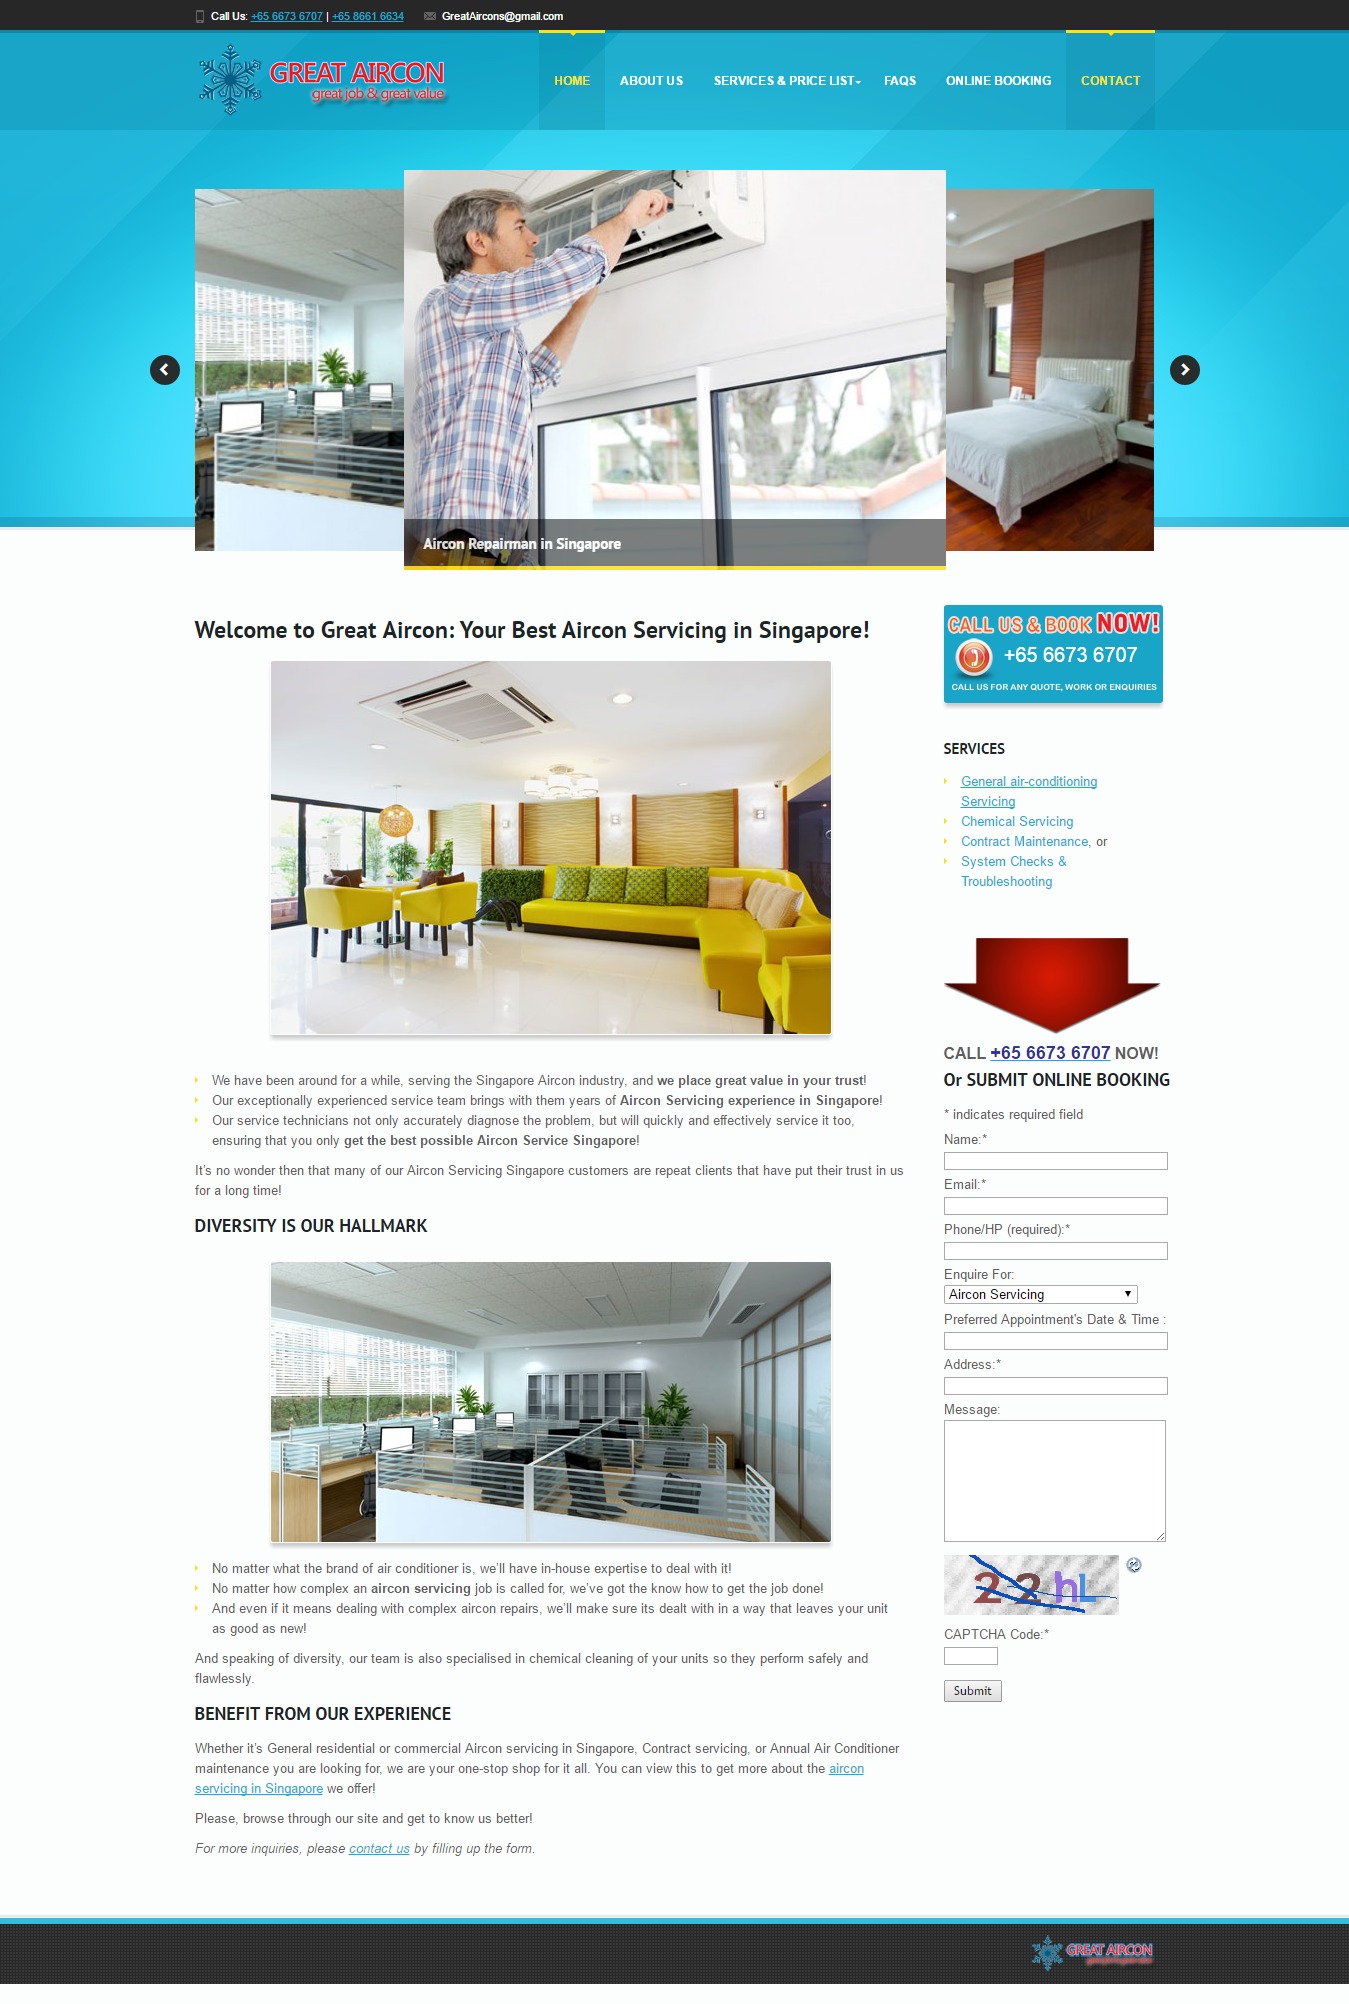 Call Us: +65 6673 6707 | +65 8661 6634 GreatAircons@gmail.com
GREAT AIRCON
great job & great value
HOME ABOUT US SERVICES & PRICE LIST FAQS ONLINE BOOKING CONTACT
Aircon Repairman in Singapore
Welcome to Great Aircon: Your Best Aircon Servicing in Singapore!
We have been around for a while, serving the Singapore Aircon industry, and we place great value in your trust!
Our exceptionally experienced service team brings with them years of Aircon Servicing experience in Singapore!
Our service technicians not only accurately diagnose the problem, but will quickly and effectively service it too,
ensuring that you only get the best possible Aircon Service Singapore!
It's no wonder then that many of our Aircon Servicing Singapore customers are repeat clients that have put their trust in us
for a long time!
DIVERSITY IS OUR HALLMARK
No matter what the brand of air conditioner is, we'll have in-house expertise to deal with it!
No matter how complex an aircon servicing job is called for, we've got the know how to get the job done!
And even if it means dealing with complex aircon repairs, we'll make sure its dealt with in a way that leaves your unit
as good as new!
And speaking of diversity, our team is also specialised in chemical cleaning of your units so they perform safely and
flawlessly.
BENEFIT FROM OUR EXPERIENCE
Whether it's General residential or commercial Aircon servicing in Singapore, Contract servicing, or Annual Air Conditioner
maintenance you are looking for, we are your one-stop shop for it all. You can view this to get more about the aircon
servicing in Singapore we offer!
Please, browse through our site and get to know us better!
For more inquiries, please contact us by filling up the form.
CALL US & BOOK NOW!
+65 6673 6707
CALL US FOR ANY QUOTE, WORK OR ENQUIRIES
SERVICES
General air-conditioning
Servicing
Chemical Servicing
Contract Maintenance, or
System Checks &
Troubleshooting
CALL +65 6673 6707 NOW!
Or SUBMIT ONLINE BOOKING
* indicates required field
Name:*
Email:*
Phone/HP (required):*
Enquire For:
Aircon Servicing
Preferred Appointment's Date & Time :
Address:*
Message:
22hL
CAPTCHA Code:*
Submit
GREAT AIRCON